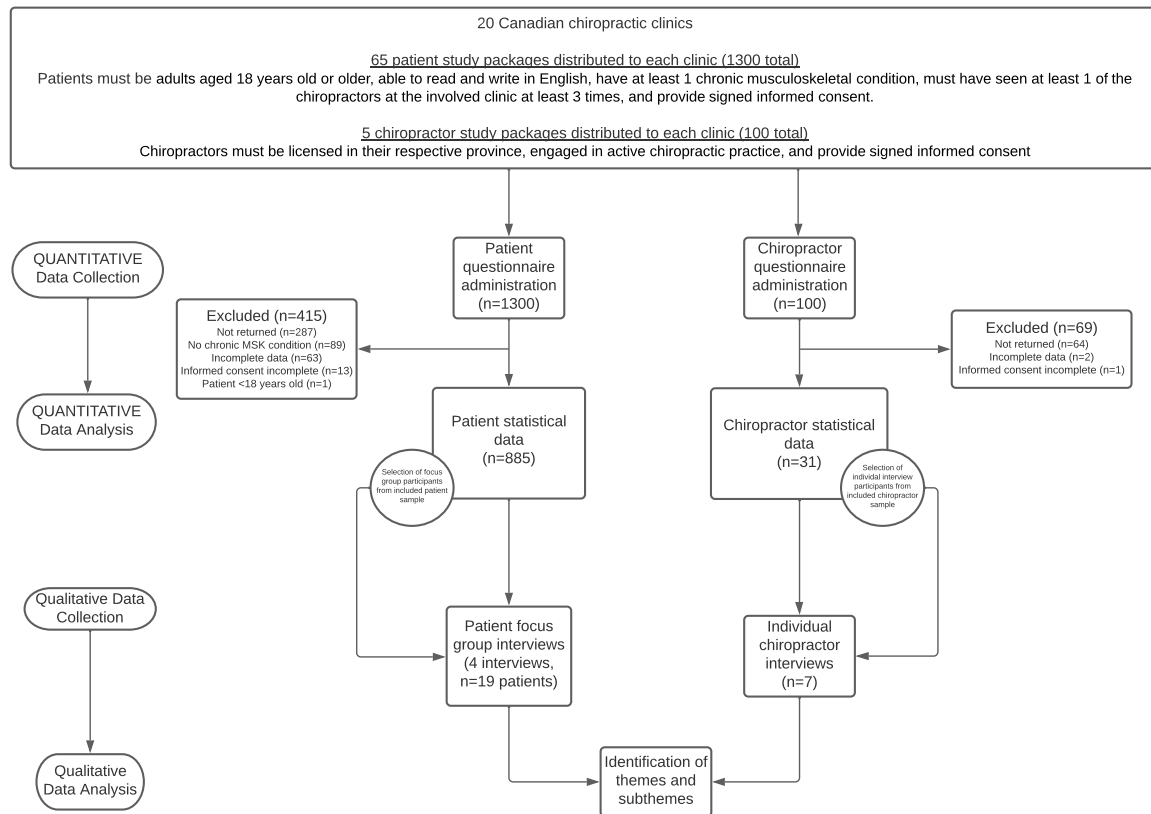 20 Canadian chiropractic clinics
65 patient study packages distributed to each clinic (1300 total)
Patients must be adults aged 18 years old or older, able to read and write in English, have at least 1 chronic musculoskeletal condition, must have seen at least 1 of the
chiropractors at the involved clinic at least 3 times, and provide signed informed consent.
5 chiropractor study packages distributed to each clinic (100 total)
Chiropractors must be licensed in their respective province, engaged in active chiropractic practice, and provide signed informed consent
QUANTITATIVE
Data Collection
Patient
questionnaire
administration
(n=1300)
Chiropractor
questionnaire
administration
(n=100)
Excluded (n=415)
Not returned (n=287)
No chronic MSK condition (n=89)
Incomplete data (n=63)
Informed consent incomplete (n=13)
Patient <18 years old (n=1)
Excluded (n=69)
Not returned (n=64)
Incomplete data (n=2)
Informed consent incomplete (n=1)
QUANTITATIVE
Data Analysis
Patient statistical
data
(n=885)
Chiropractor statistical
data
(n=31)
Selection of focus
group participants
from included patient
sample
Selection of
individal interview
participants from
included chiropractor
sample
Qualitative Data
Collection
Patient focus
group interviews
(4 interviews,
n=19 patients)
Individual
chiropractor
interviews
(n=7)
Qualitative
Data Analysis
Identification of
themes and
subthemes